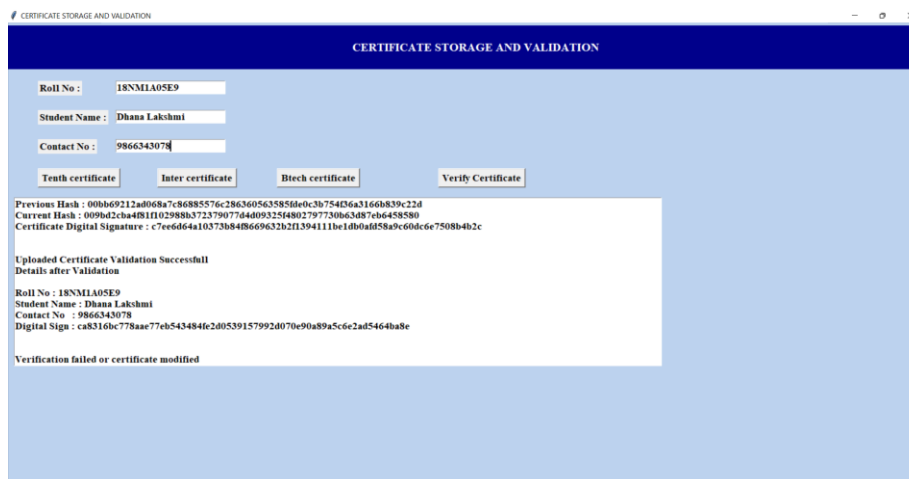 CERTIFICATE STORAGE AND VALIDATION
CERTIFICATE STORAGE AND VALIDATION
Roll No : 18NM1A05E9
Student Name : Dhana Lakshmi
Contact No : 9866343078
Tenth certificate Inter certificate Btech certificate Verify Certificate
Previous Hash : 00bb69212ad068a7c86885576c286360563585fde0c3b754f36a3166b839c22d
Current Hash : 009bd2cba4f81f102988b372379077d4d09325f4802797730b63d87eb6458580
Certificate Digital Signature : c7ee6d64a10373b84f8669632b2f1394111be1db0afd58a9c60dc6e7508b4b2c
Uploaded Certificate Validation Successfull
Details after Validation
Roll No : 18NM1A05E9
Student Name : Dhana Lakshmi
Contact No : 9866343078
Digital Sign : ca8316bc778aae77eb543484fe2d0539157992d070e90a89a5c6e2ad5464ba8e
Verification failed or certificate modified